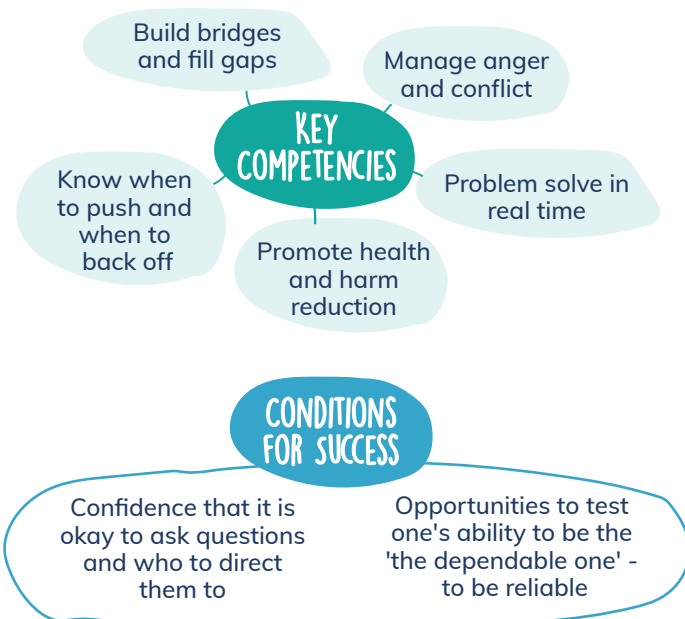 Build bridges
and fill gaps
Manage anger
and conflict
KEY
COMPETENCIES
Know when
to push and
when to
back off
Problem solve in
real time
Promote health
and harm
reduction
CONDITIONS
FOR SUCCESS
Confidence that it is
okay to ask questions
and who to direct
them to
Opportunities to test
one's ability to be the
'the dependable one' -
to be reliable